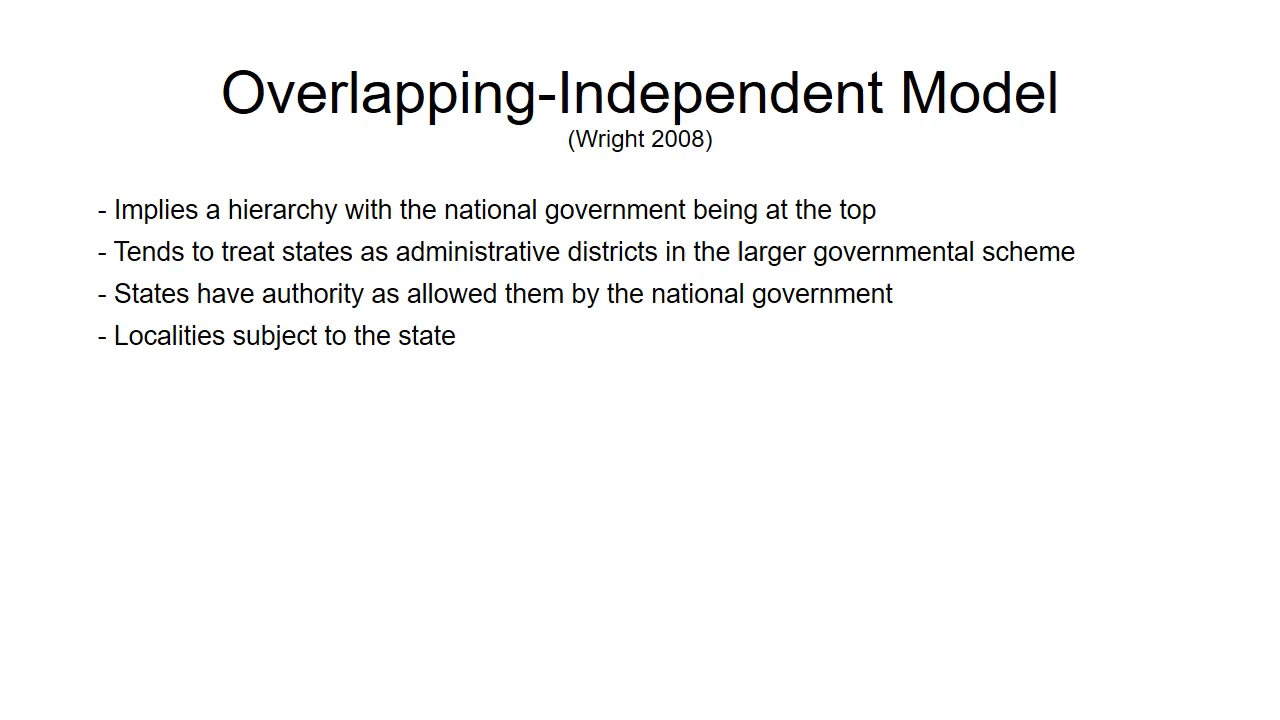 Overlapping-Independent Model
(Wright 2008)
- Implies a hierarchy with the national government being at the top
- Tends to treat states as administrative districts in the larger governmental scheme
- States have authority as allowed them by the national government
- Localities subject to the state